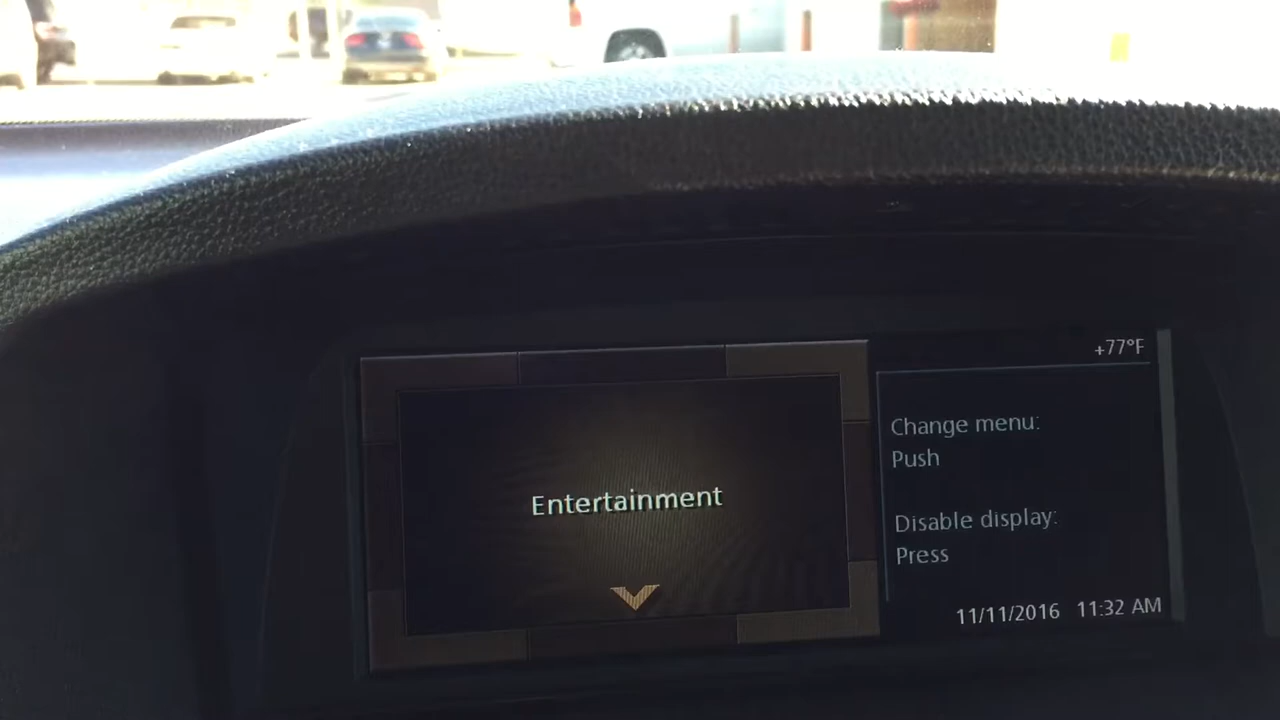 +77°F
Change menu:
Push
Entertainment
Disable display:
Press
11/11/2016 11:32 AM